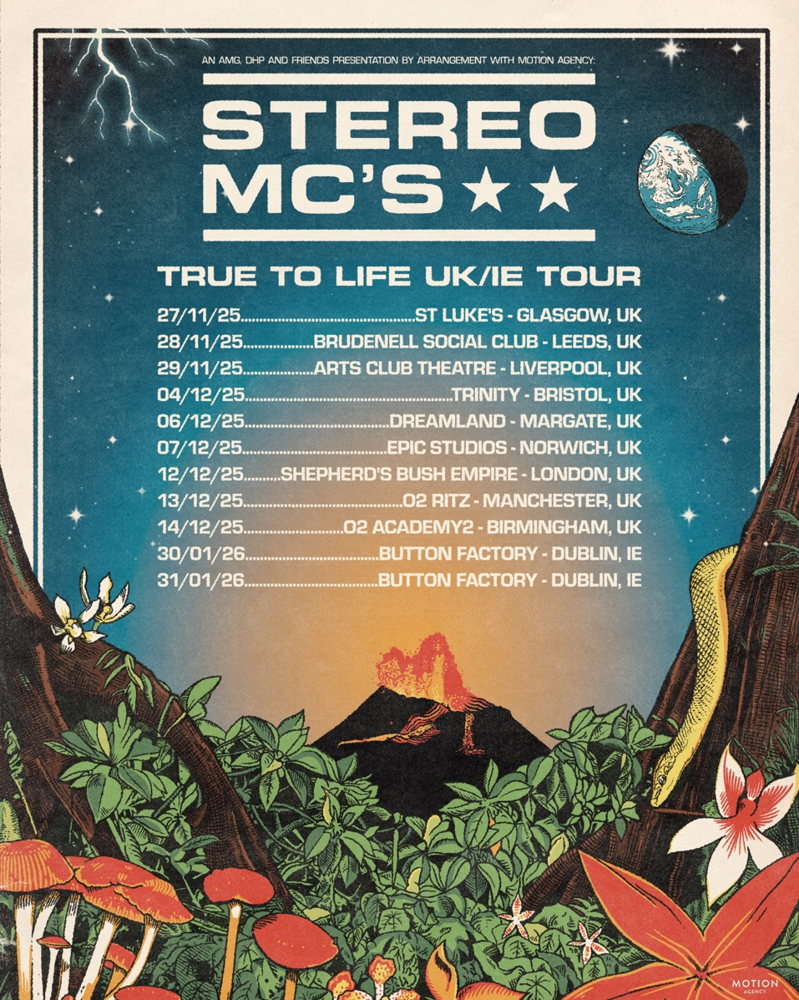 AN AMG, DHP AND FRIENDS PRESENTATION BY ARRANGEMENT WITH MOTION AGENCY:
STEREO
MC'S ★ ★
TRUE TO LIFE UK/IE TOUR
27/11/25..........................................................ST LUKE'S - GLASGOW, UK
28/11/25.......................BRUDENELL SOCIAL CLUB - LEEDS, UK
29/11/25.......................ARTS CLUB THEATRE - LIVERPOOL, UK
04/12/25.....................................................................TRINITY - BRISTOL, UK
06/12/25................................................DREAMLAND - MARGATE, UK
07/12/25................................................EPIC STUDIOS - NORWICH, UK
12/12/25............SHEPHERD'S BUSH EMPIRE - LONDON, UK
13/12/25.....................................................O2 RITZ - MANCHESTER, UK
14/12/25.................................O2 ACADEMY2 - BIRMINGHAM, UK
30/01/26.............................................BUTTON FACTORY - DUBLIN, IE
31/01/26.............................................BUTTON FACTORY - DUBLIN, IE
MOTION
AGENCY